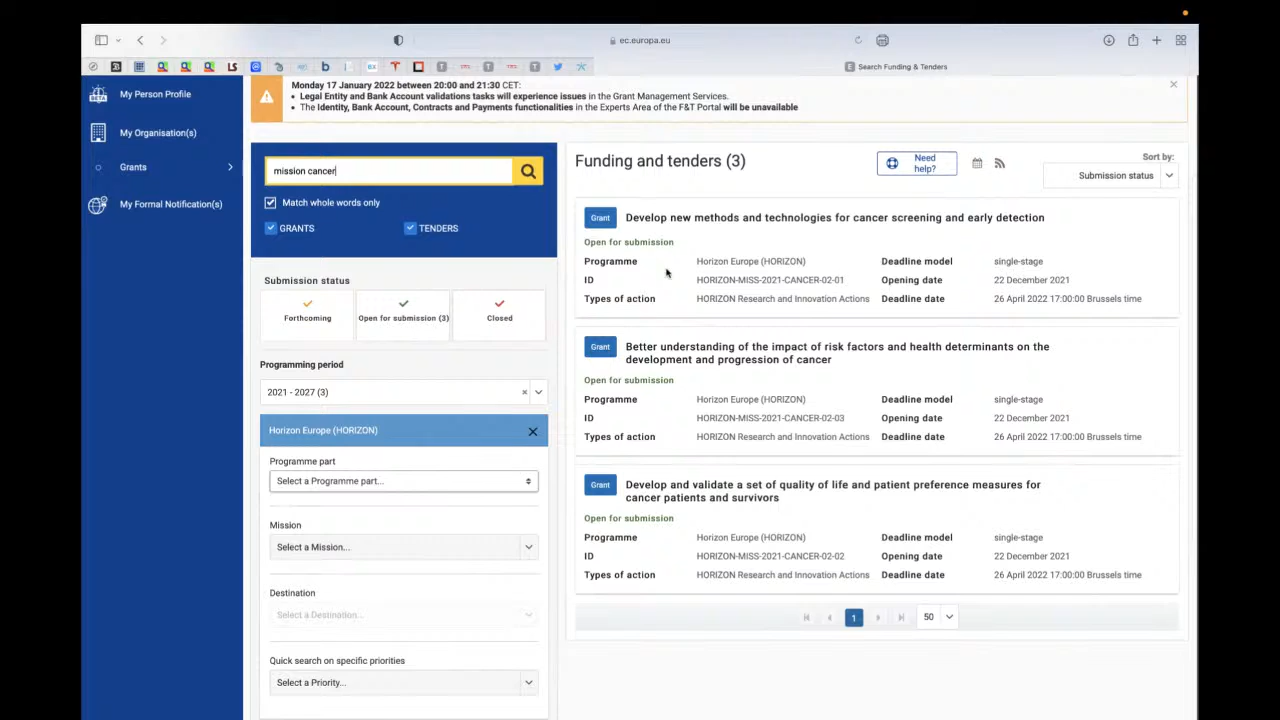 ec.europa.eu
Search Funding & Tenders
My Person Profile
My Organisation(s)
Grants
My Formal Notification(s)
Monday 17 January 2022 between 20:00 and 21:30 CET:
• Legal Entity and Bank Account validations tasks will experience issues in the Grant Management Services.
• The Identity, Bank Account, Contracts and Payments functionalities in the Experts Area of the F&T Portal will be unavailable
mission cancer
Match whole words only
GRANTS
TENDERS
Submission status
Forthcoming
Open for submission (3)
Closed
Programming period
2021 - 2027 (3)
Horizon Europe (HORIZON)
Programme part
Select a Programme part...
Mission
Select a Mission...
Destination
Select a Destination...
Quick search on specific priorities
Select a Priority...
Funding and tenders (3)
Need help?
Sort by:
Submission status
Grant Develop new methods and technologies for cancer screening and early detection
Open for submission
Programme Horizon Europe (HORIZON) Deadline model single-stage
ID HORIZON-MISS-2021-CANCER-02-01 Opening date 22 December 2021
Types of action HORIZON Research and Innovation Actions Deadline date 26 April 2022 17:00:00 Brussels time
Grant Better understanding of the impact of risk factors and health determinants on the
development and progression of cancer
Open for submission
Programme Horizon Europe (HORIZON) Deadline model single-stage
ID HORIZON-MISS-2021-CANCER-02-03 Opening date 22 December 2021
Types of action HORIZON Research and Innovation Actions Deadline date 26 April 2022 17:00:00 Brussels time
Grant Develop and validate a set of quality of life and patient preference measures for
cancer patients and survivors
Open for submission
Programme Horizon Europe (HORIZON) Deadline model single-stage
ID HORIZON-MISS-2021-CANCER-02-02 Opening date 22 December 2021
Types of action HORIZON Research and Innovation Actions Deadline date 26 April 2022 17:00:00 Brussels time
1
50